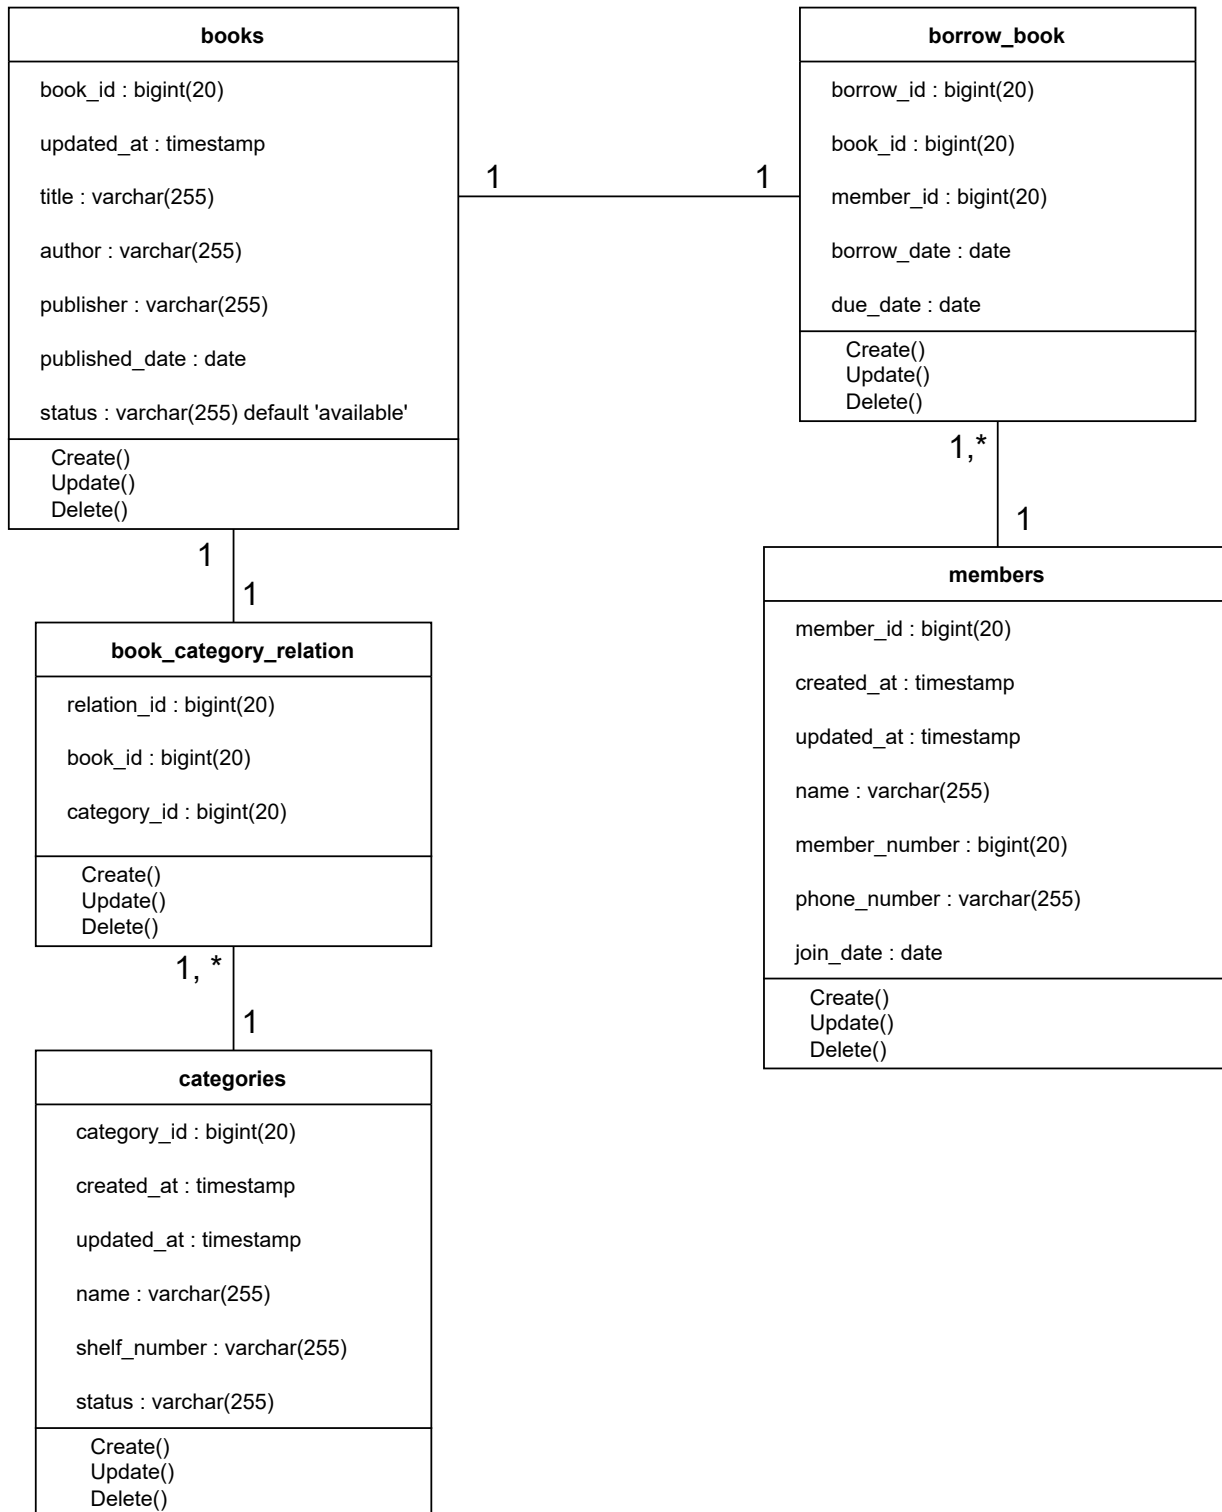 books
book_id : bigint(20)
updated_at : timestamp
title : varchar(255)
author : varchar(255)
publisher : varchar(255)
published_date : date
status : varchar(255) default 'available'
Create()
Update()
Delete()
1
1
borrow_book
borrow_id : bigint(20)
book_id : bigint(20)
member_id : bigint(20)
borrow_date : date
due_date : date
Create()
Update()
Delete()
1,*
1
members
member_id : bigint(20)
created_at : timestamp
updated_at : timestamp
name : varchar(255)
member_number : bigint(20)
phone_number : varchar(255)
join_date : date
Create()
Update()
Delete()
1
1
book_category_relation
relation_id : bigint(20)
book_id : bigint(20)
category_id : bigint(20)
Create()
Update()
Delete()
1, *
1
categories
category_id : bigint(20)
created_at : timestamp
updated_at : timestamp
name : varchar(255)
shelf_number : varchar(255)
status : varchar(255)
Create()
Update()
Delete()